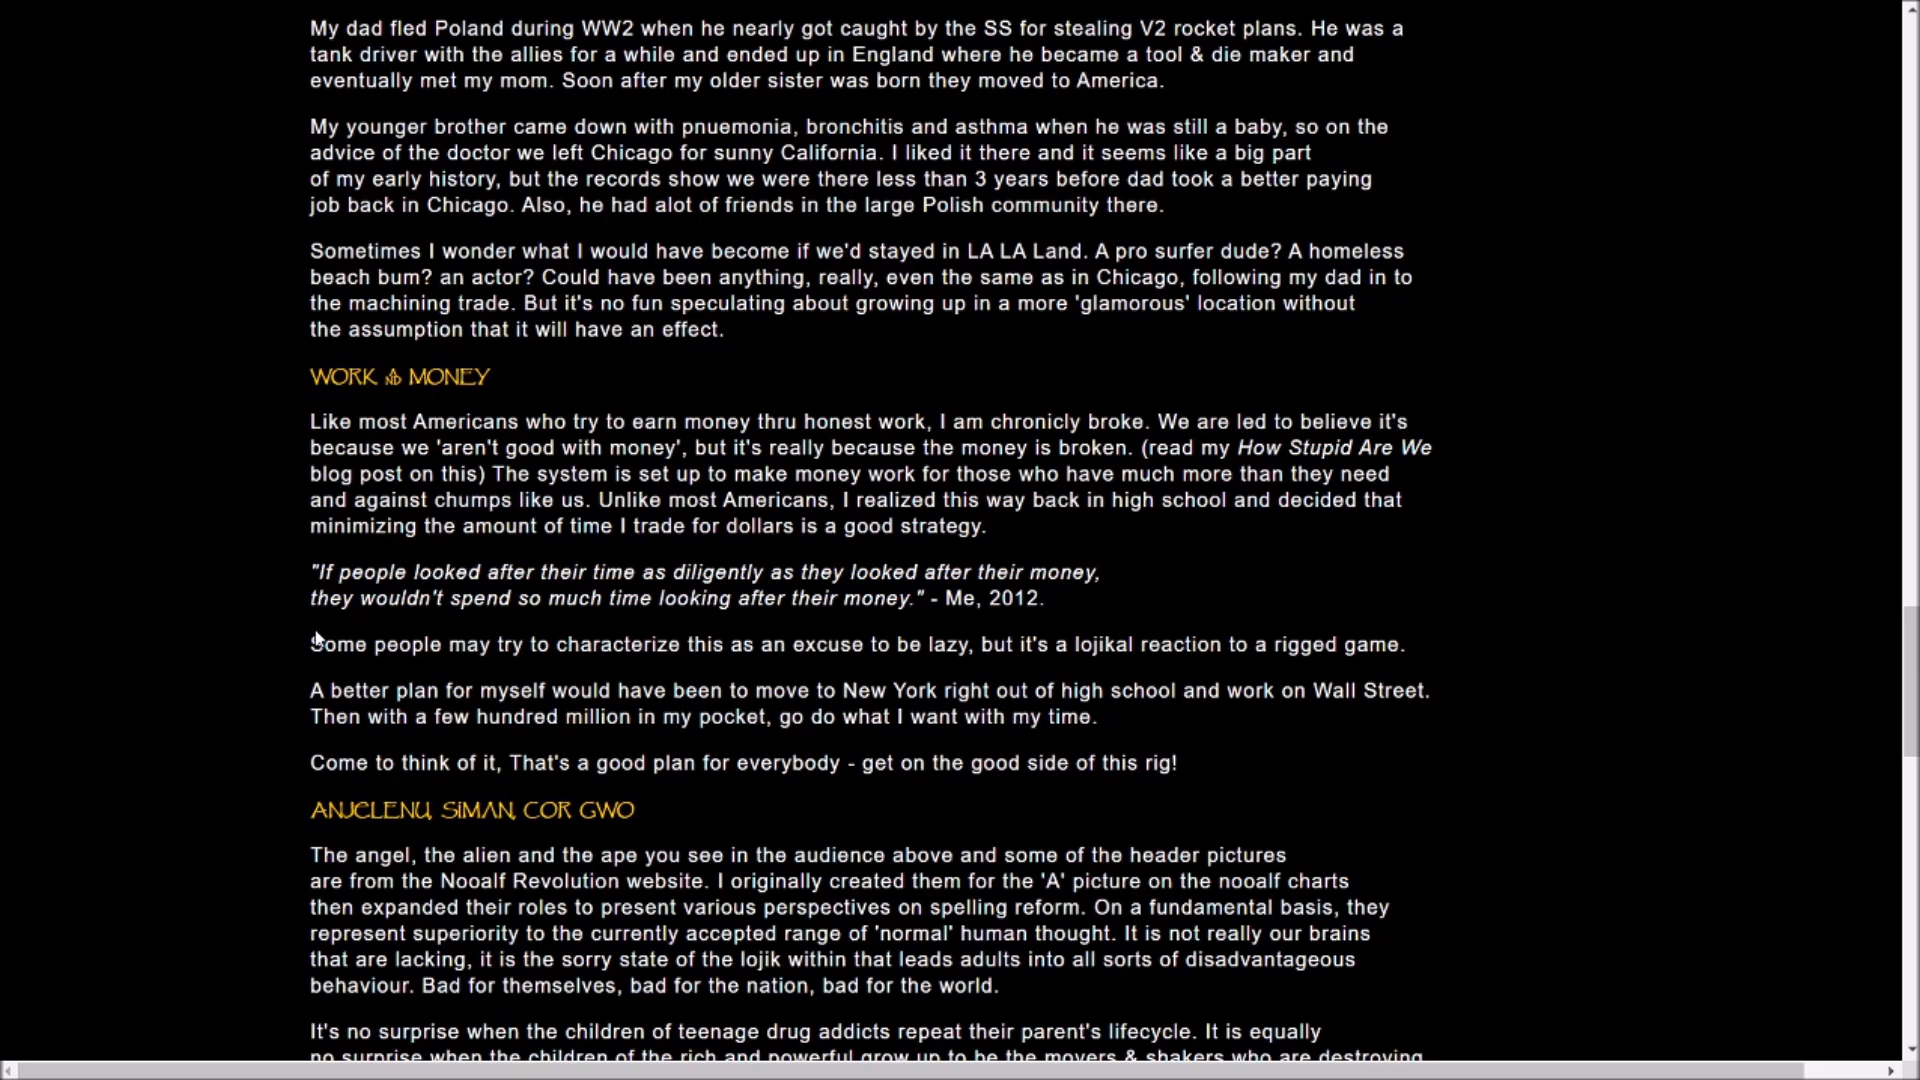 My dad fled Poland during WW2 when he nearly got caught by the SS for stealing V2 rocket plans. He was a
tank driver with the allies for a while and ended up in England where he became a tool & die maker and
eventually met my mom. Soon after my older sister was born they moved to America.
My younger brother came down with pnuemonia, bronchitis and asthma when he was still a baby, so on the
advice of the doctor we left Chicago for sunny California. I liked it there and it seems like a big part
of my early history, but the records show we were there less than 3 years before dad took a better paying
job back in Chicago. Also, he had alot of friends in the large Polish community there.
Sometimes I wonder what I would have become if we'd stayed in LA LA Land. A pro surfer dude? A homeless
beach bum? an actor? Could have been anything, really, even the same as in Chicago, following my dad in to
the machining trade. But it's no fun speculating about growing up in a more 'glamorous' location without
the assumption that it will have an effect.
WORK AND MONEY
Like most Americans who try to earn money thru honest work, I am chronicly broke. We are led to believe it's
because we 'aren't good with money', but it's really because the money is broken. (read my How Stupid Are We
blog post on this) The system is set up to make money work for those who have much more than they need
and against chumps like us. Unlike most Americans, I realized this way back in high school and decided that
minimizing the amount of time I trade for dollars is a good strategy.
"If people looked after their time as diligently as they looked after their money,
they wouldn't spend so much time looking after their money." - Me, 2012.
Some people may try to characterize this as an excuse to be lazy, but it's a lojikal reaction to a rigged game.
A better plan for myself would have been to move to New York right out of high school and work on Wall Street.
Then with a few hundred million in my pocket, go do what I want with my time.
Come to think of it, That's a good plan for everybody - get on the good side of this rig!
ANJCLENU, SiMAN, COR GWO
The angel, the alien and the ape you see in the audience above and some of the header pictures
are from the Nooalf Revolution website. I originally created them for the 'A' picture on the nooalf charts
then expanded their roles to present various perspectives on spelling reform. On a fundamental basis, they
represent superiority to the currently accepted range of 'normal' human thought. It is not really our brains
that are lacking, it is the sorry state of the lojik within that leads adults into all sorts of disadvantageous
behaviour. Bad for themselves, bad for the nation, bad for the world.
It's no surprise when the children of teenage drug addicts repeat their parent's lifecycle. It is equally
no surprise when the children of the rich and powerful grow up to be the movers & shakers who are destroying